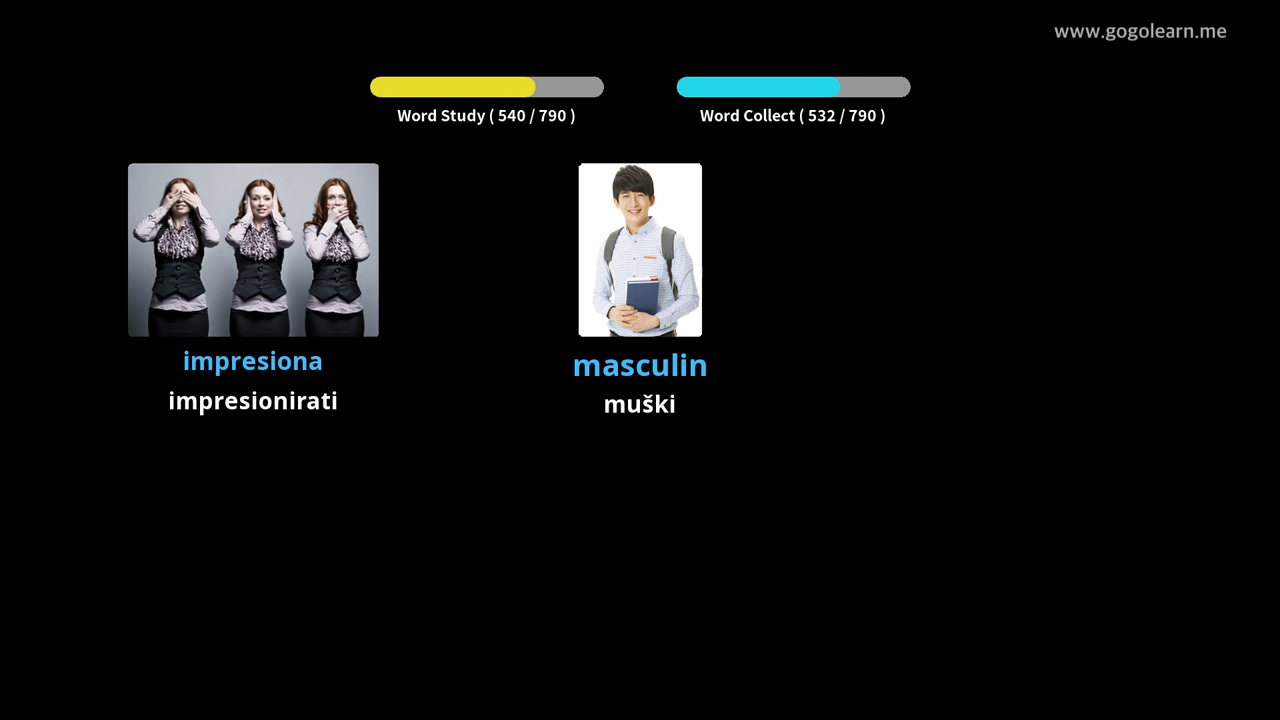 www.gogolearn.me
Word Study ( 540 / 790 )
Word Collect ( 532 / 790 )
impresiona
impresionirati
masculin
muški